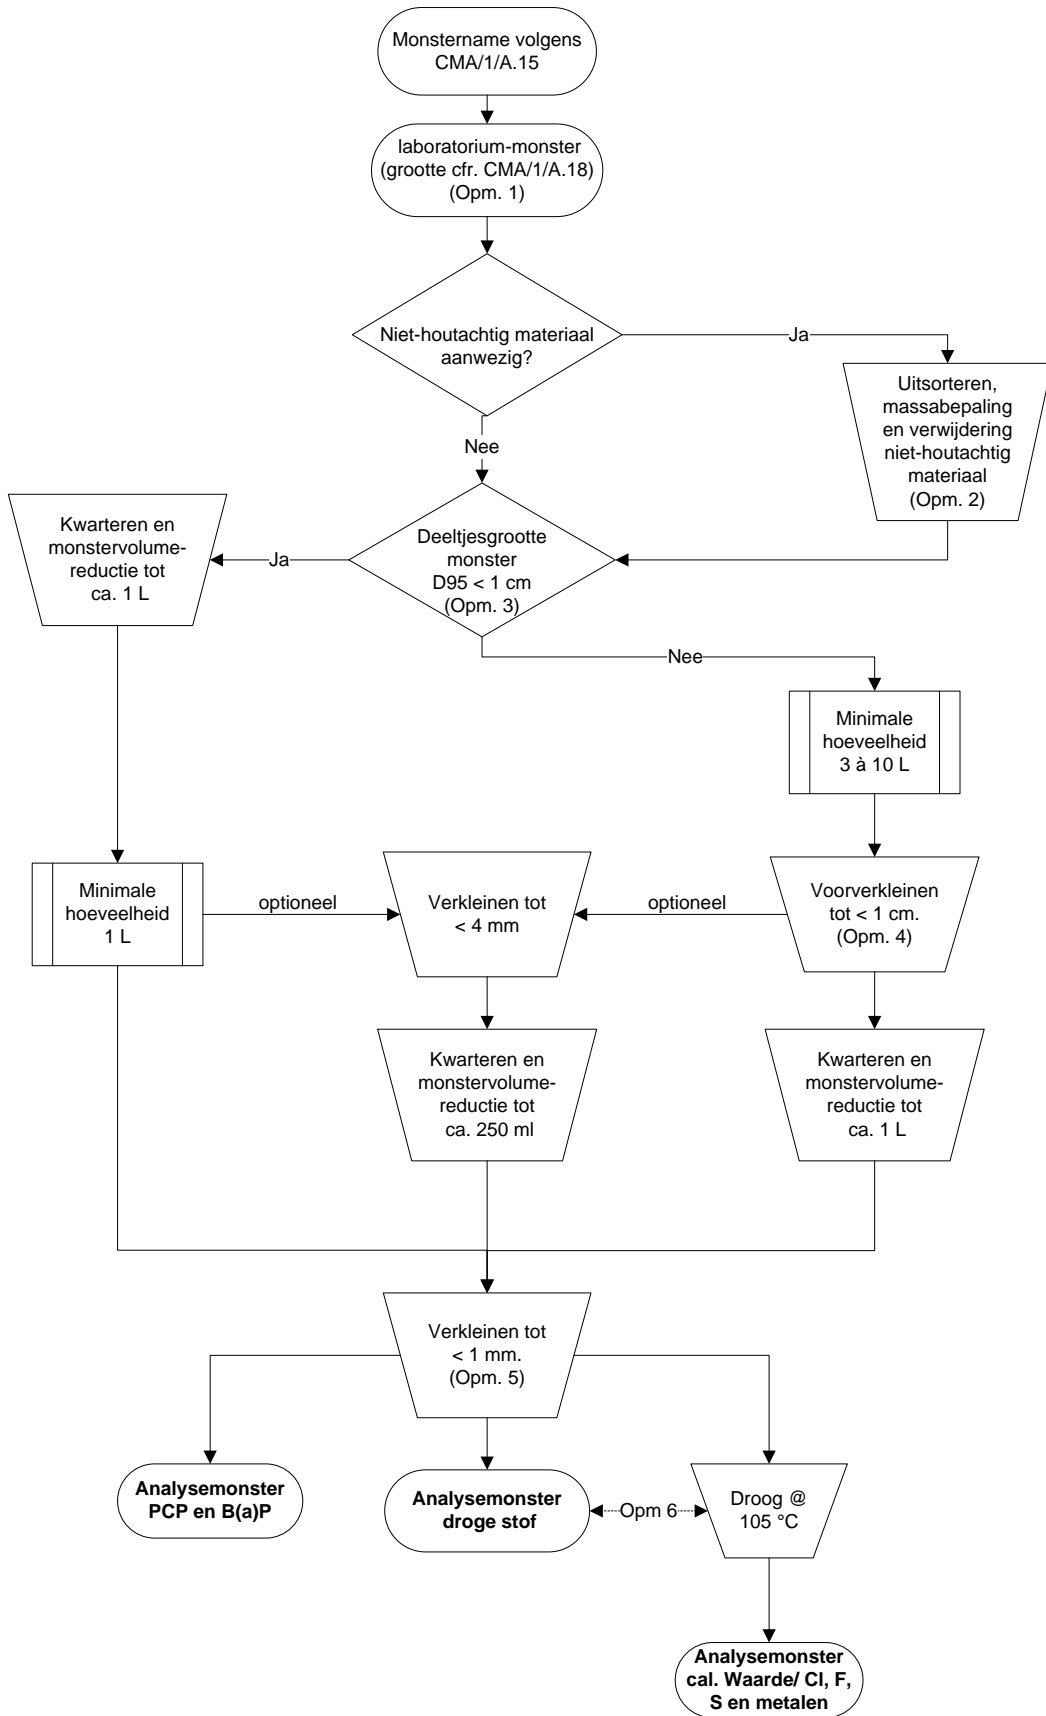 Monstername volgens
CMA/1/A.15
laboratorium-monster
(grootte cfr. CMA/1/A.18)
(Opm. 1)
Niet-houtachtig materiaal
aanwezig?
Ja
Uitsorteren,
massabepaling
en verwijdering
niet-houtachtig
materiaal
(Opm. 2)
Nee
Deeltjesgrootte
monster
D95 < 1 cm
(Opm. 3)
Ja
Kwarteren en
monstervolume-
reductie tot
ca. 1 L
Nee
Minimale
hoeveelheid
3 à 10 L
Minimale
hoeveelheid
1 L
optioneel
Verkleinen tot
< 4 mm
optioneel
Voorverkleinen
tot < 1 cm.
(Opm. 4)
Kwarteren en
monstervolume-
reductie tot
ca. 250 ml
Kwarteren en
monstervolume-
reductie tot
ca. 1 L
Verkleinen tot
< 1 mm.
(Opm. 5)
Analysemonster
PCP en B(a)P
Analysemonster
droge stof
Opm 6
Droog @
105 °C
Analysemonster
cal. Waarde/ Cl, F,
S en metalen